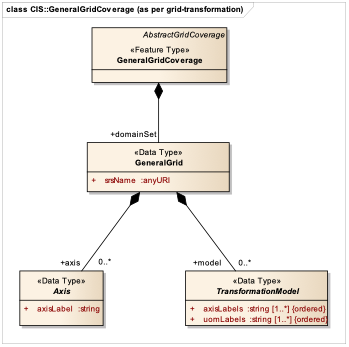 class CIS::GeneralGridCoverage (as per grid-transformation)
AbstractGridCoverage
«Feature Type»
GeneralGridCoverage
+domainSet
«Data Type»
GeneralGrid
+ srsName :anyURI
+axis 0..*
+model 0..*
«Data Type»
Axis
+ axisLabel :string
«Data Type»
TransformationModel
+ axisLabels :string [1..*] {ordered}
+ uomLabels :string [1..*] {ordered}